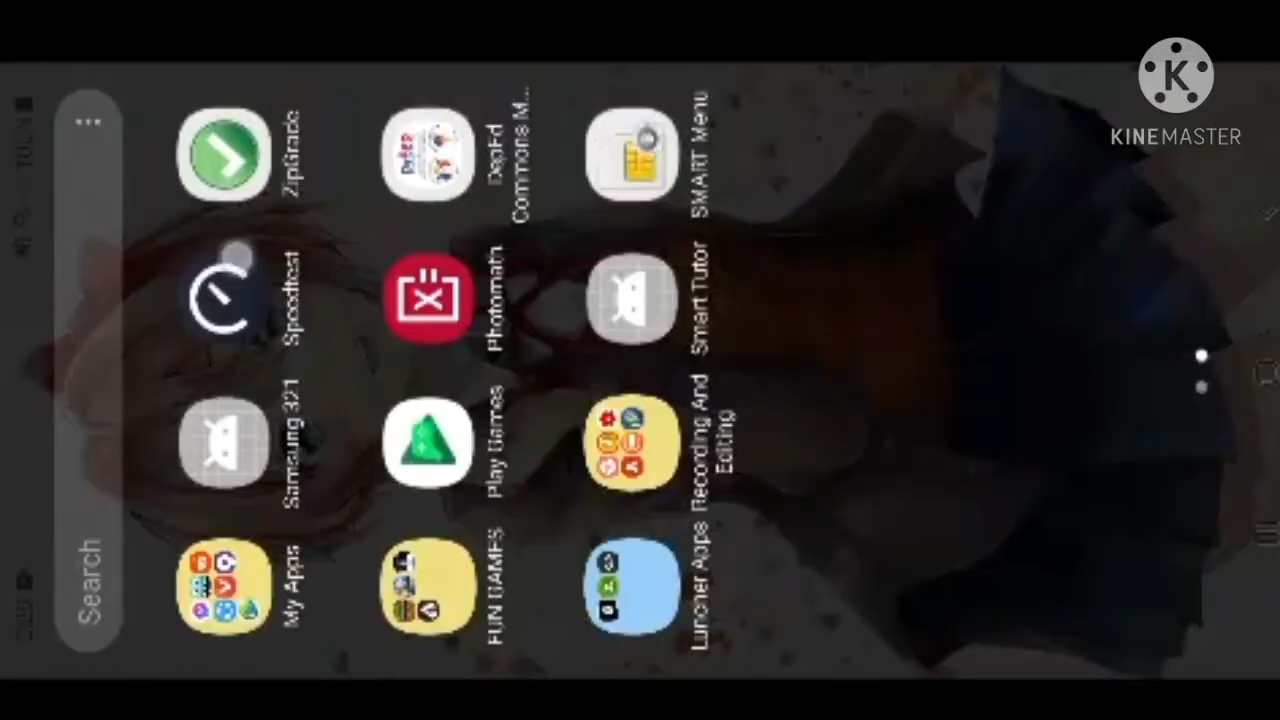 KINEMASTER
Search
My Apps
Samsung 321
Speedtest
ZipGrade
FUN GAMES
Play Games
Photomath
DepEd
Commons M...
Luncher Apps
Recording And
Editing
Smart Tutor
SMART Menu